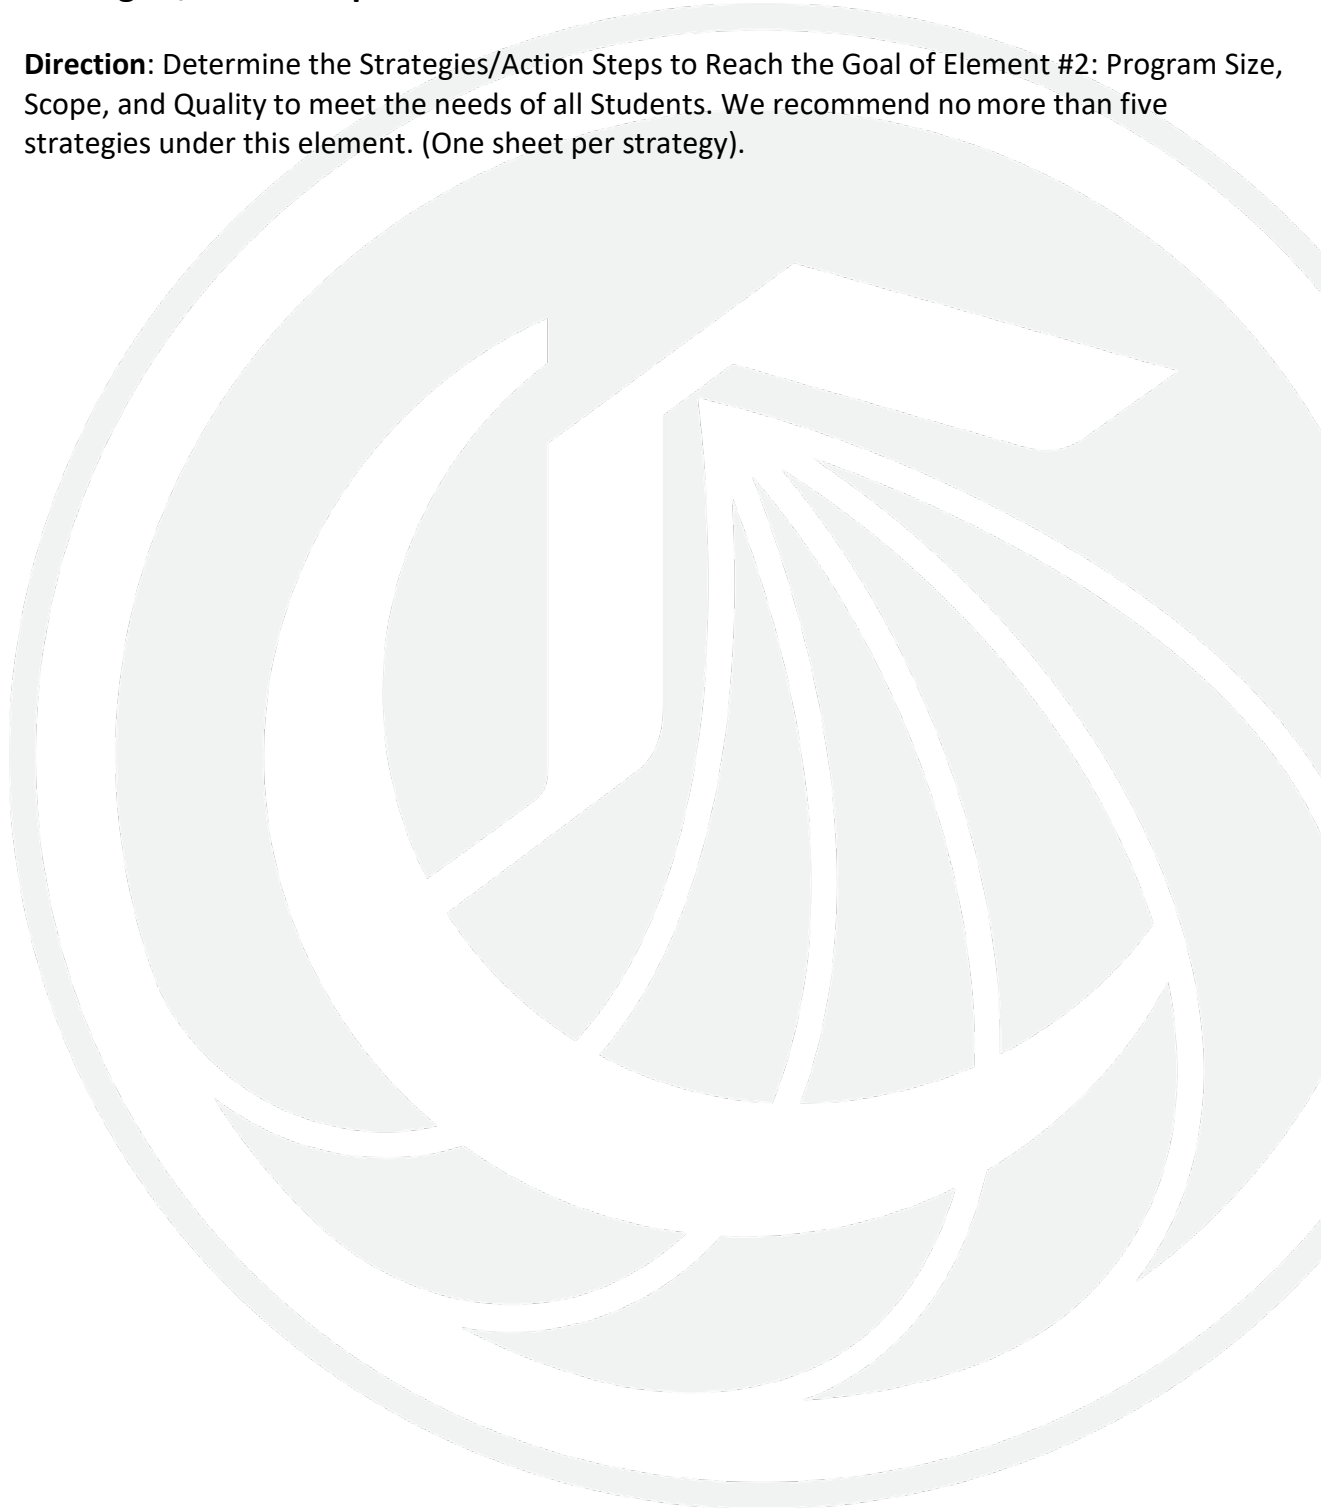 Direction: Determine the Strategies/Action Steps to Reach the Goal of Element #2: Program Size,
Scope, and Quality to meet the needs of all Students. We recommend no more than five
strategies under this element. (One sheet per strategy).